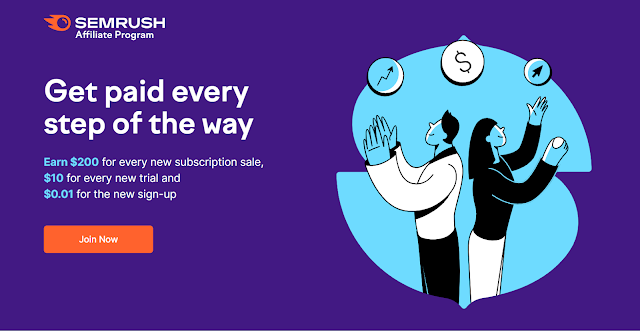 SEMRUSH
Affiliate Program
Get paid every
step of the way
Earn $200 for every new subscription sale,
$10 for every new trial and
$0.01 for the new sign-up
Join Now
$